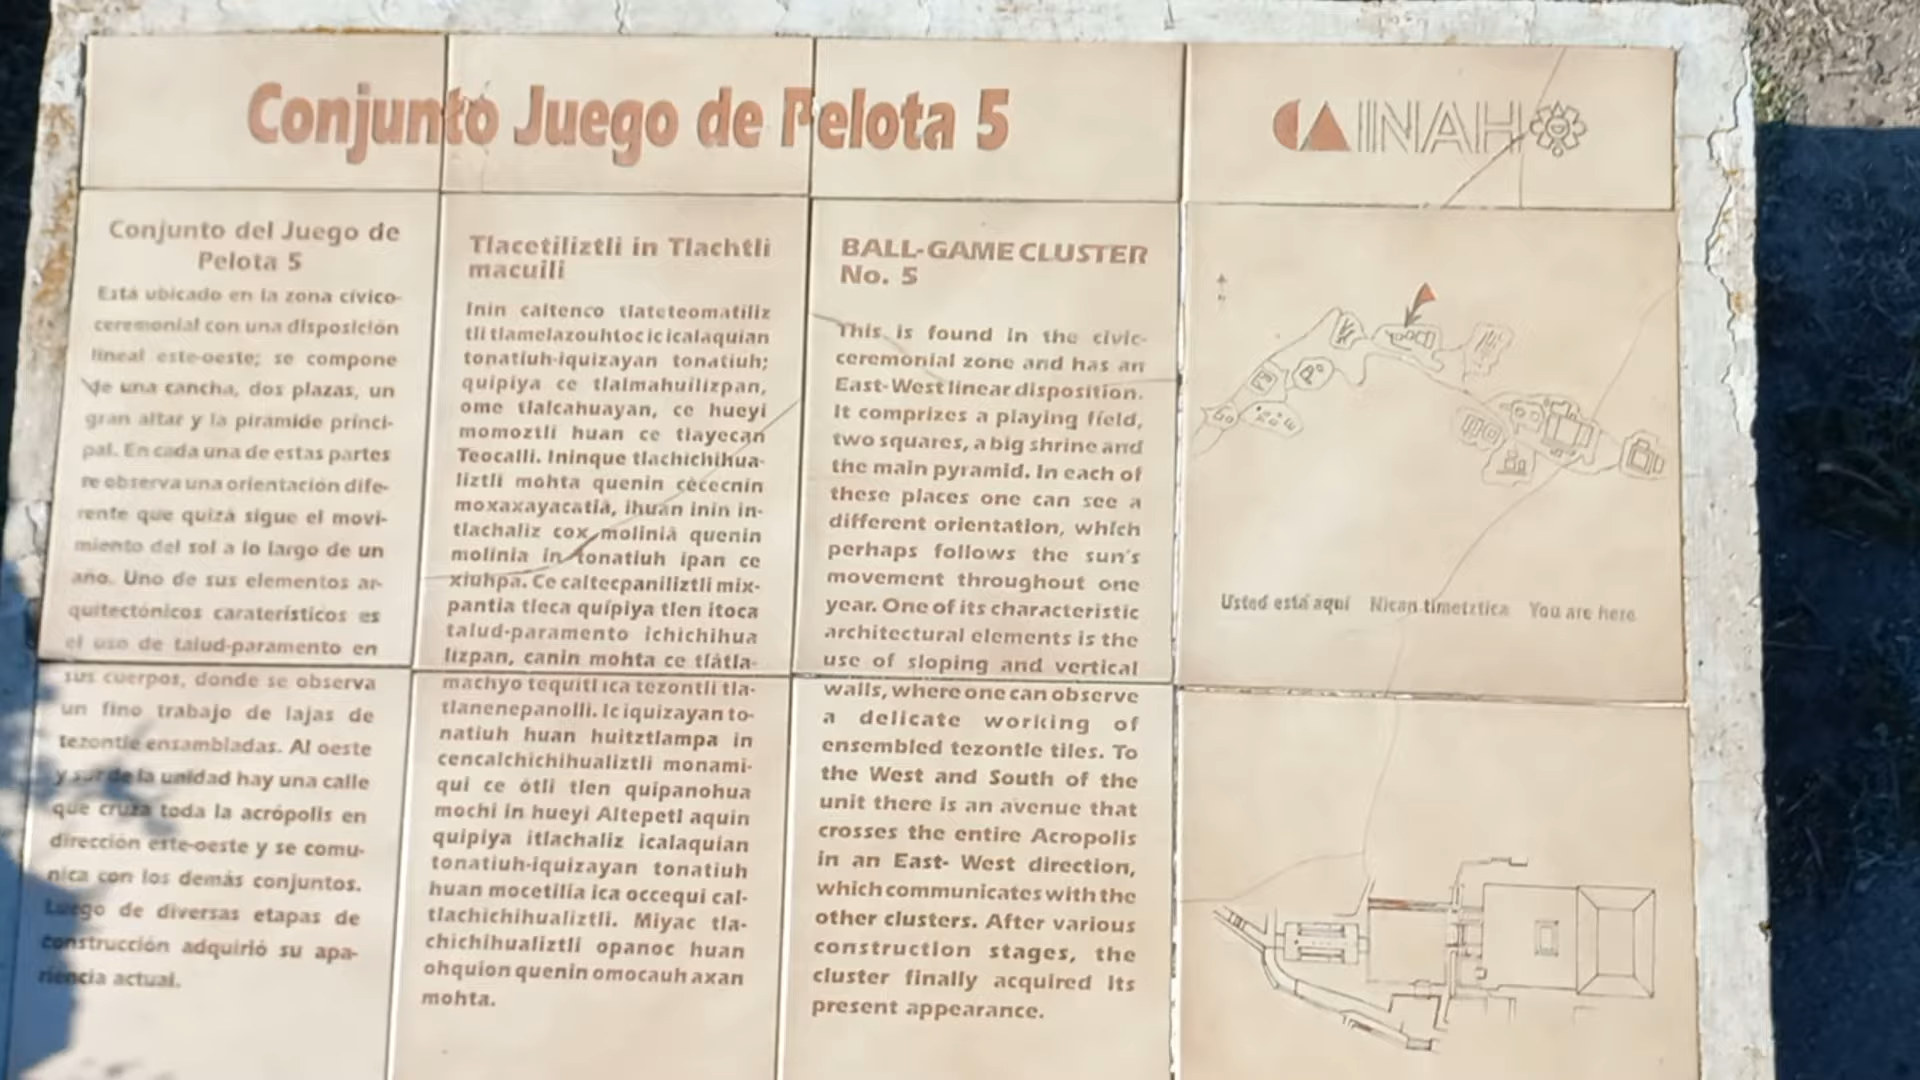 Conjunto Juego de Pelota 5
INAH
Conjunto del Juego de
Pelota 5
Está ubicado en la zona cívico-
ceremonial con una disposición
lineal este-oeste; se compone
de una cancha, dos plazas, un
gran altar y la pirámide princi-
pal. En cada una de estas partes
se observa una orientación dife-
rente que quizá sigue el movi-
miento del sol a lo largo de un
año. Uno de sus elementos ar-
quitectónicos caraterísticos es
el uso de talud-paramento en
sus cuerpos, donde se observa
un fino trabajo de lajas de
tezontle ensambladas. Al oeste
y sur de la unidad hay una calle
que cruza toda la acrópolis en
dirección este-oeste y se comu-
nica con los demás conjuntos.
Luego de diversas etapas de
construcción adquirió su apa-
riencia actual.
Tlacetiliztli in Tlachtli
macuili
Inin caltenco tlateteomatiliz
tli tlamelazouhtoc ic icalaquian
tonatiuh-iquizayan tonatiuh;
quipiya ce tlalmahuilizpan,
ome tlalcahuayan, ce hueyi
momoztli huan ce tlayecan
Teocalli. Ininque tlachichihua-
liztli mohta quenin cececnin
moxaxayacatiä, ihuan inin in-
tlachaliz cox moliniä quenin
molinia in tonatiuh ipan ce
xiuhpa. Ce caltecpaniliztli mix-
pantia tleca quipiya tlen itoca
talud-paramento ichichihua
lizpan, canin mohta ce tlátla-
machyo tequitl ica tezontli tla-
tlanenepanolli. Ic iquizayan to-
natiuh huan huitztlampa in
cencalchichihualiztli monami-
qui ce ótli tlen quipanohua
mochi in hueyi Altepetl aquin
quipiya itlachaliz icalaquian
tonatiuh-iquizayan tonatiuh
huan mocetilia ica occequi cal-
tlachichihualiztli. Miyac tla-
chichihualiztli opanoc huan
ohquion quenin omocauh axan
mohta.
BALL-GAME CLUSTER
No. 5
This is found in the civic-
ceremonial zone and has an
East-West linear disposition.
It comprizes a playing field,
two squares, a big shrine and
the main pyramid. In each of
these places one can see a
different orientation, which
perhaps follows the sun's
movement throughout one
year. One of its characteristic
architectural elements is the
use of sloping and vertical
walls, where one can observe
a delicate working of
ensembled tezontle tiles. To
the West and South of the
unit there is an avenue that
crosses the entire Acropolis
in an East- West direction,
which communicates with the
other clusters. After various
construction stages, the
cluster finally acquired its
present appearance.
Usted está aquí Nican timetztica You are here